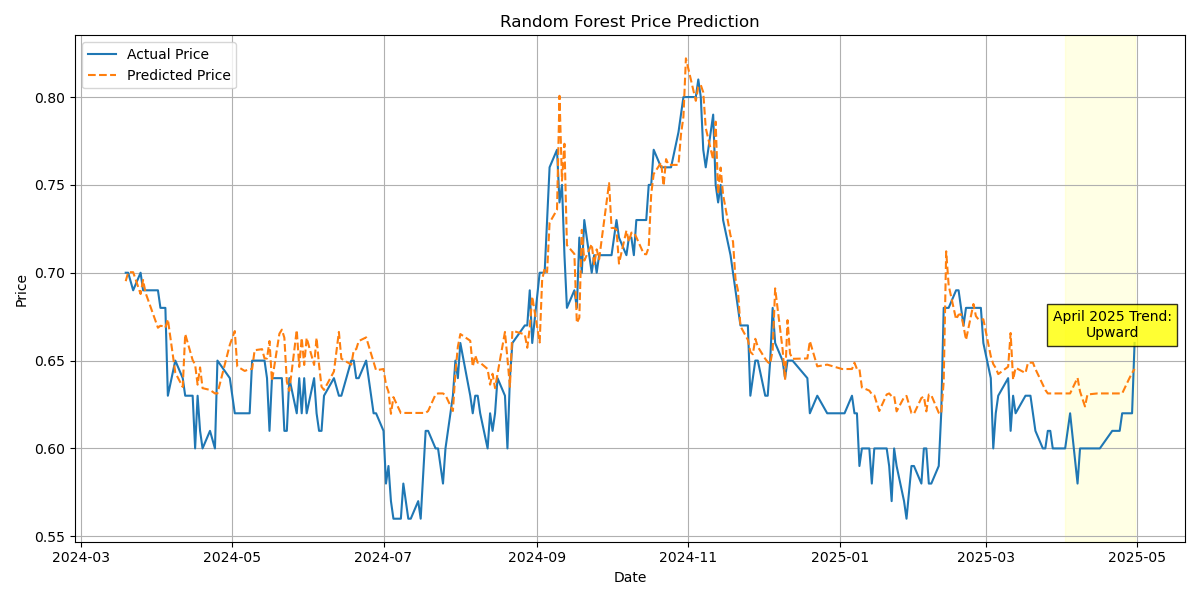 Random Forest Price Prediction
Actual Price
Predicted Price
April 2025 Trend:
Upward
Price
0.80
0.75
0.70
0.65
0.60
0.55
2024-03 2024-05 2024-07 2024-09 2024-11 2025-01 2025-03 2025-05
Date